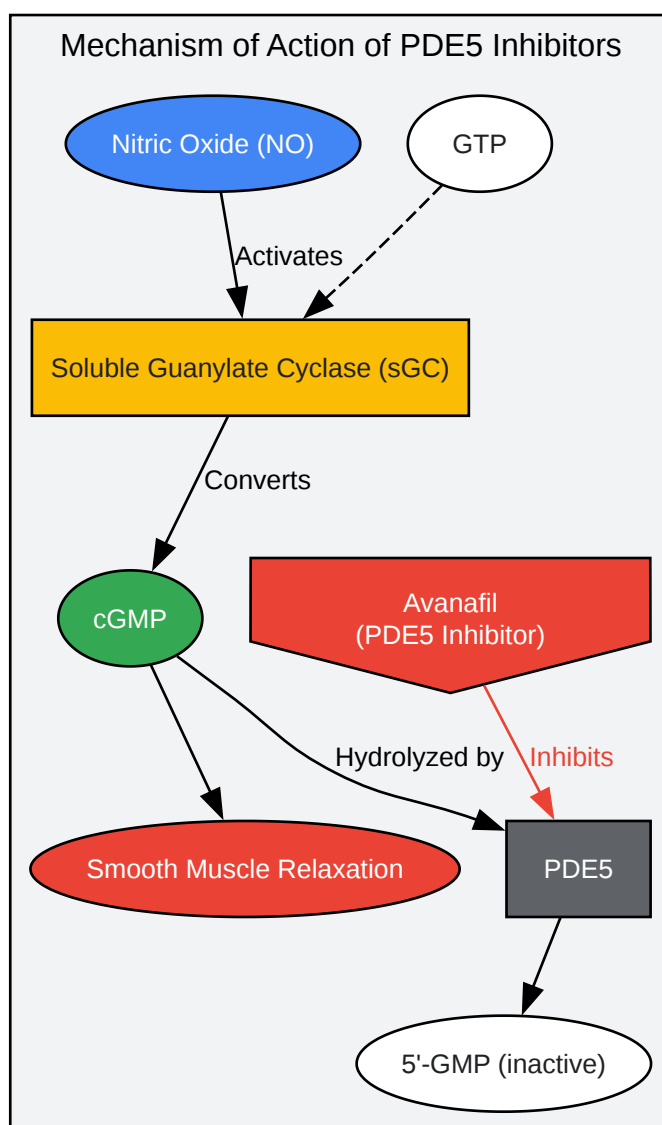 Mechanism of Action of PDE5 Inhibitors
Nitric Oxide (NO)
GTP
Activates
Soluble Guanylate Cyclase (sGC)
Converts
cGMP
Avanafil
(PDE5 Inhibitor)
Hydrolyzed by
Inhibits
Smooth Muscle Relaxation
PDE5
5'-GMP (inactive)